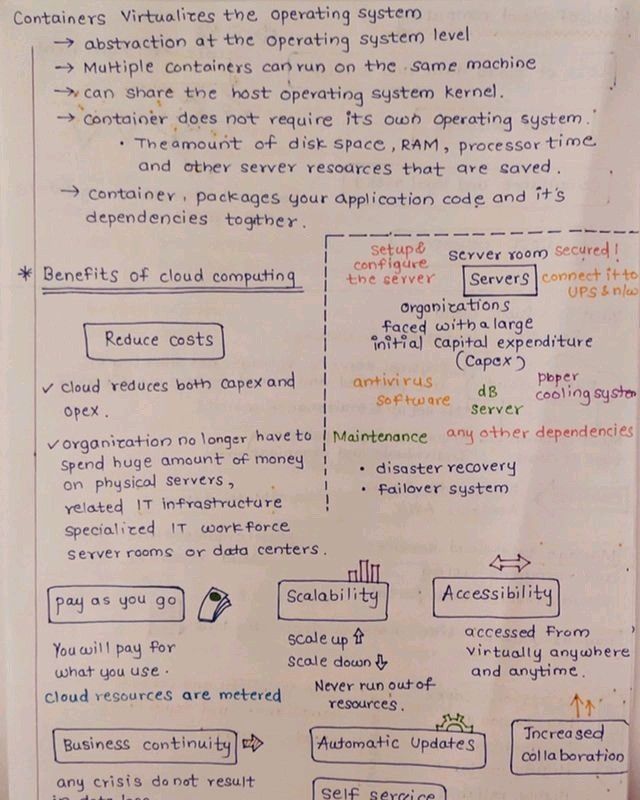 Containers Virtualizes the operating system
→ abstraction at the operating system level
→ Multiple containers can run on the same machine
→ can share the host operating system kernel.
→ container does not require its own operating system.
• The amount of disk space, RAM, processor time
and other server resources that are saved.
→ container, packages your application code and it's
dependencies together.
* Benefits of cloud computing
Reduce costs
✓ cloud reduces both capex and
opex.
✓ organization no longer have to
spend huge amount of money
on physical servers,
related IT infrastructure
specialized IT workforce
server rooms or data centers.
setup &
configure
the server
server room
secured!
Servers
connect it to
UPS & n/w
organizations
faced with a large
initial capital expenditure
(Capex)
antivirus
software
dB
server
proper
cooling system
Maintenance
any other dependencies
• disaster recovery
• failover system
pay as you go
You will pay for
what you use.
cloud resources are metered
Scalability
scale up ⇧
scale down ⇩
Never run out of
resources.
Accessibility
accessed from
virtually anywhere
and anytime.
Business continuity
any crisis do not result
in data loss
Automatic Updates
Increased
collaboration
Self service